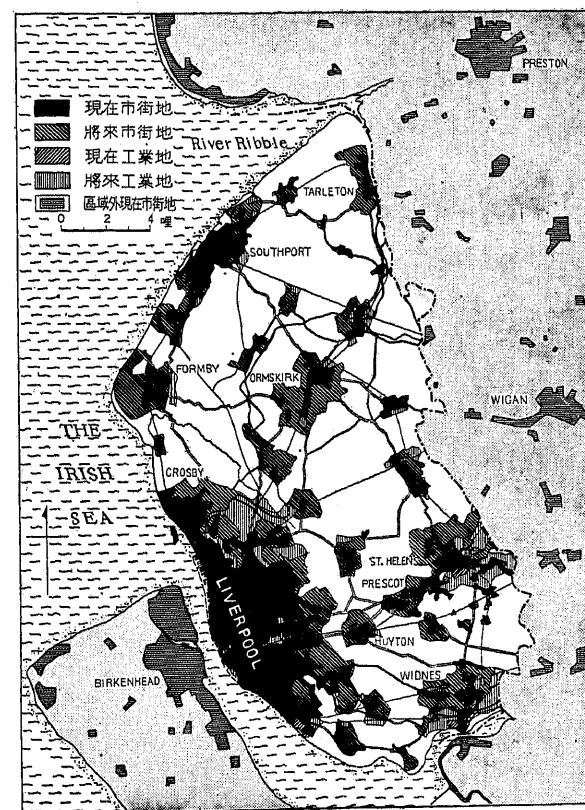 PRESTON
現在市街地
將來市街地
現在工業地
將來工業地
區域外現在市街地
0 2 4 哩
River Ribble
TARLETON
SOUTHPORT
FORMBY
ORMSKIRK
WIGAN
THE
IRISH
SEA
CROSBY
ST. HELENS
PRESCOT
LIVERPOOL
HUYTON
BIRKENHEAD
WIDNES